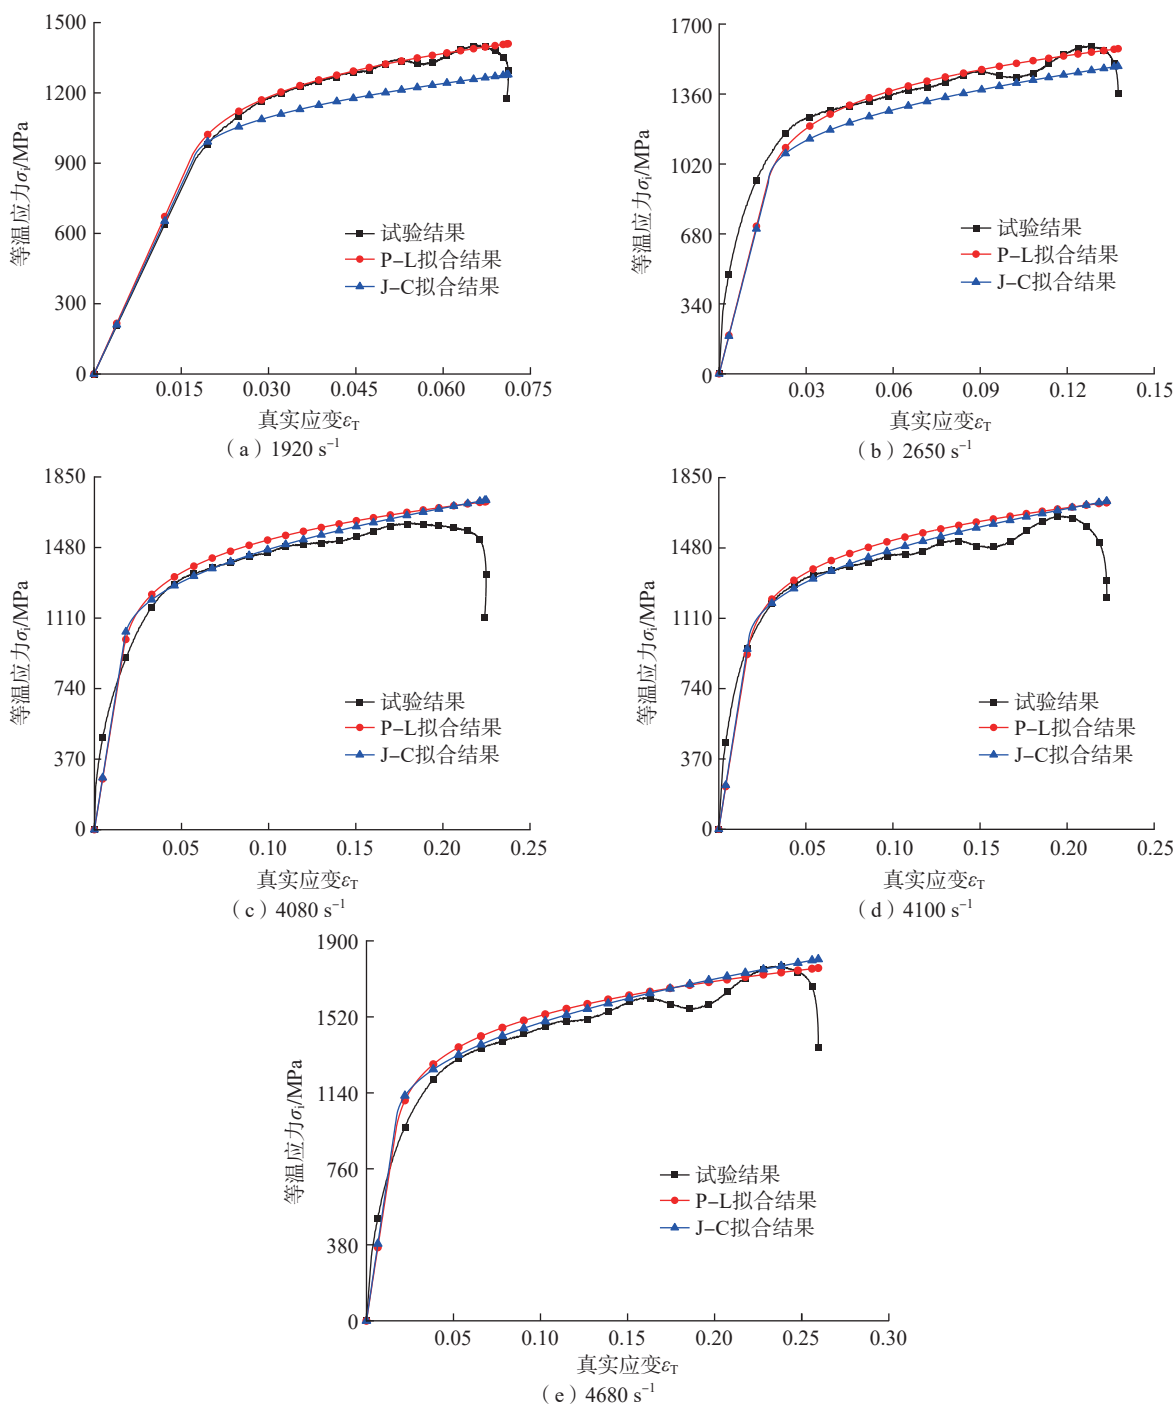 1500
1200
900
600
300
0
等温应力σi/MPa
试验结果
P–L拟合结果
J–C拟合结果
0.015 0.030 0.045 0.060 0.075
真实应变εT
（a）1920 s−1
1700
1360
1020
680
340
0
等温应力σi/MPa
试验结果
P–L拟合结果
J–C拟合结果
0.03 0.06 0.09 0.12 0.15
真实应变εT
（b）2650 s−1
1850
1480
1110
740
370
0
等温应力σi/MPa
试验结果
P–L拟合结果
J–C拟合结果
0.05 0.10 0.15 0.20 0.25
真实应变εT
（c）4080 s−1
1850
1480
1110
740
370
0
等温应力σi/MPa
试验结果
P–L拟合结果
J–C拟合结果
0.05 0.10 0.15 0.20 0.25
真实应变εT
（d）4100 s−1
1900
1520
1140
760
380
0
等温应力σi/MPa
试验结果
P–L拟合结果
J–C拟合结果
0.05 0.10 0.15 0.20 0.25 0.30
真实应变εT
（e）4680 s−1